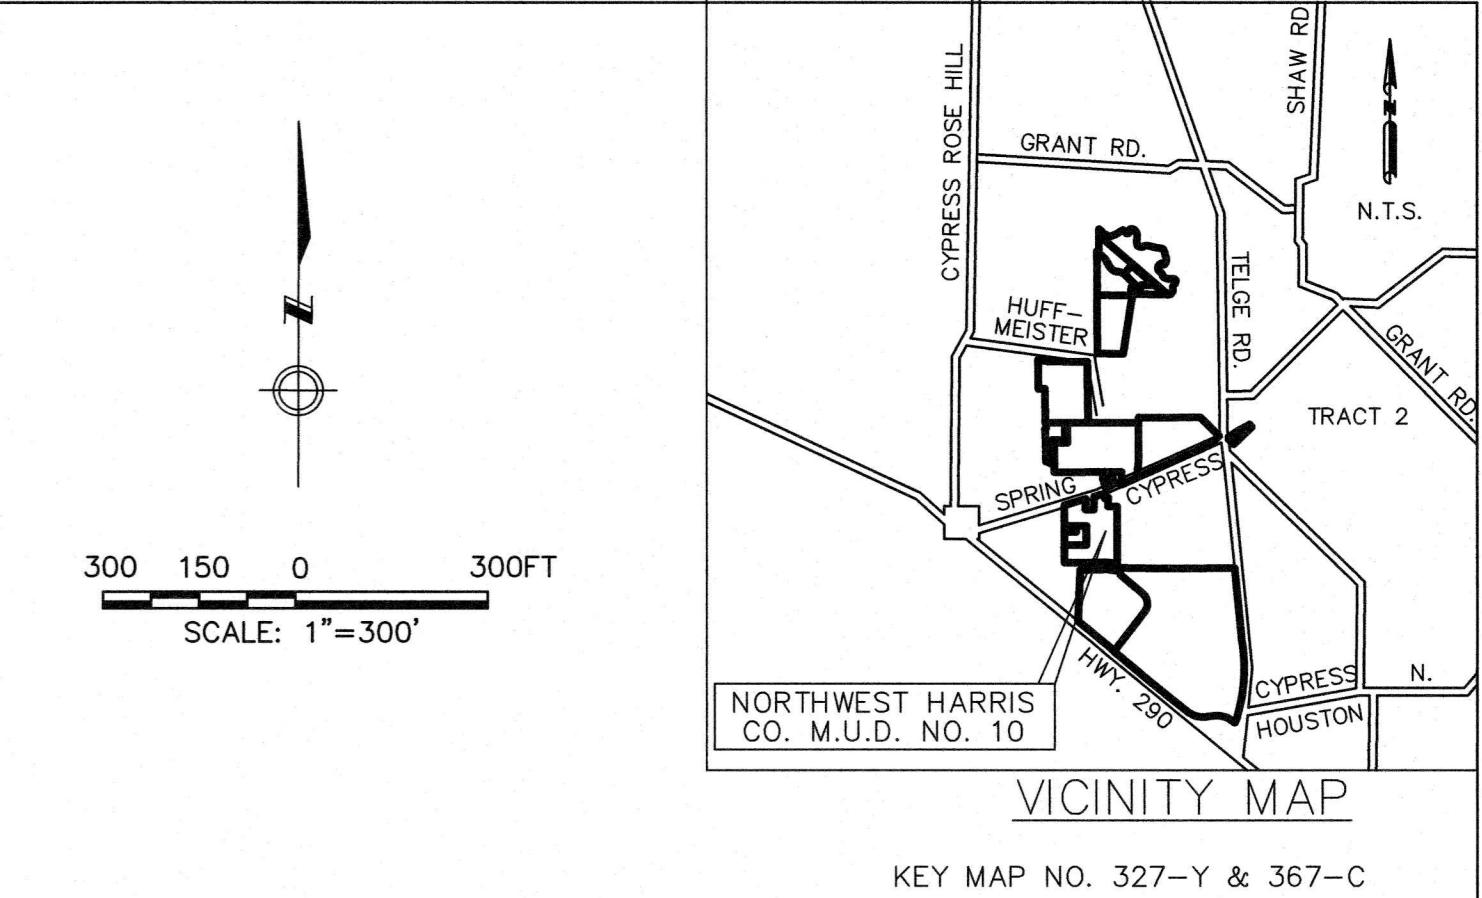 N
300 150 0 300FT
SCALE: 1"=300'
CYPRESS ROSE HILL
SHAW RD
GRANT RD.
N
N.T.S.
TELGE RD.
HUFF-
MEISTER
GRANT RD.
TRACT 2
SPRING CYPRESS
HWY. 290
NORTHWEST HARRIS
CO. M.U.D. NO. 10
CYPRESS N.
HOUSTON
VICINITY MAP
KEY MAP NO. 327-Y & 367-C